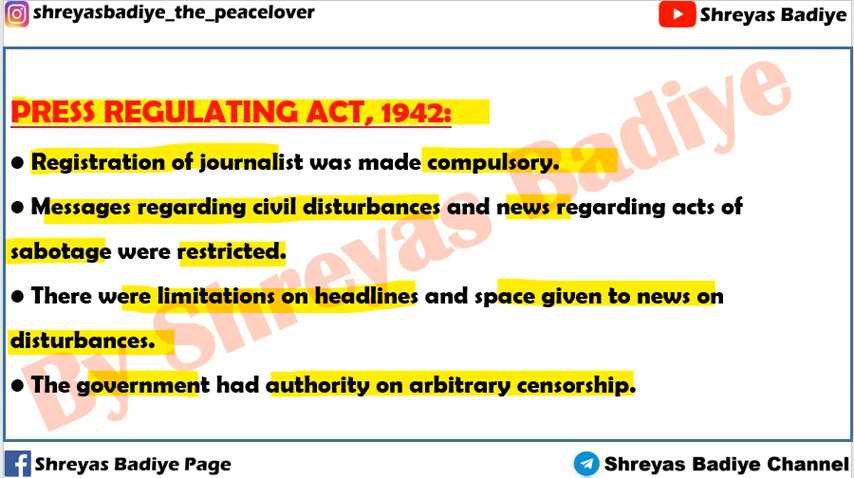 shreyasbadiye_the_peacelover
Shreyas Badiye
PRESS REGULATING ACT, 1942:
● Registration of journalist was made compulsory.
● Messages regarding civil disturbances and news regarding acts of
sabotage were restricted.
● There were limitations on headlines and space given to news on
disturbances.
● The government had authority on arbitrary censorship.
By Shreyas Badiye
Shreyas Badiye Page
Shreyas Badiye Channel